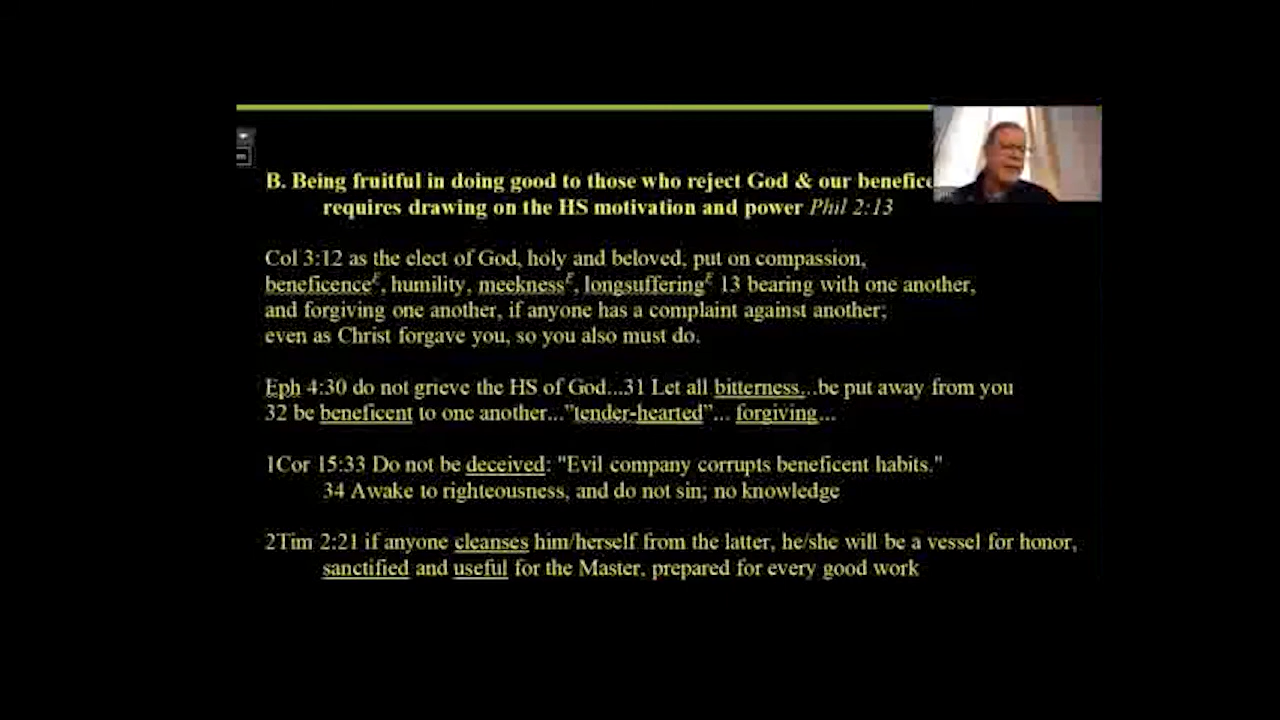 B. Being fruitful in doing good to those who reject God & our
requires drawing on the HS motivation and power Phil 2:13
Col 3:12 as the elect of God, holy and beloved, put on compassion,
beneficenceᶠ, humility, meeknessᶠ, longsufferingᶠ 13 bearing with one another,
and forgiving one another, if anyone has a complaint against another;
even as Christ forgave you, so you also must do.
Eph 4:30 do not grieve the HS of God...31 Let all bitterness...be put away from you
32 be beneficent to one another..."tender-hearted"... forgiving...
1Cor 15:33 Do not be deceived: "Evil company corrupts beneficent habits."
34 Awake to righteousness, and do not sin; no knowledge
2Tim 2:21 if anyone cleanses him/herself from the latter, he/she will be a vessel for honor,
sanctified and useful for the Master, prepared for every good work